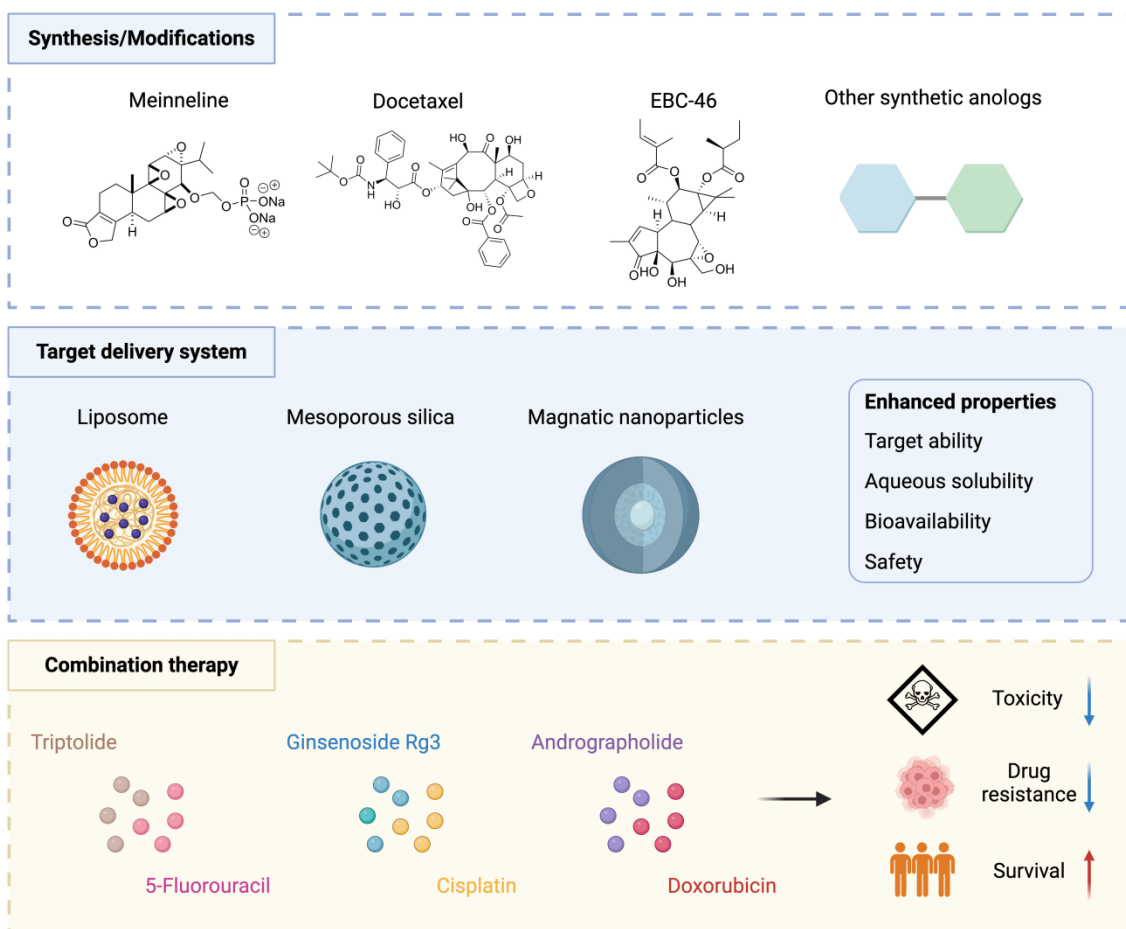 Synthesis/Modifications
Meinneline
Docetaxel
EBC-46
Other synthetic anologs
O
O
O
O
O
O
O
P
O
ONa
ONa
⊖⊕
⊖⊕
O
O
N
H
O
OH
O
O
HO
O
OH
H
OH
O
O
O
O
O
O
O
O
O
H
H
O
OH
HO
O
OH
Target delivery system
Liposome
Mesoporous silica
Magnatic nanoparticles
Enhanced properties
Target ability
Aqueous solubility
Bioavailability
Safety
Combination therapy
Triptolide
Ginsenoside Rg3
Andrographolide
5-Fluorouracil
Cisplatin
Doxorubicin
Toxicity
Drug
resistance
Survival